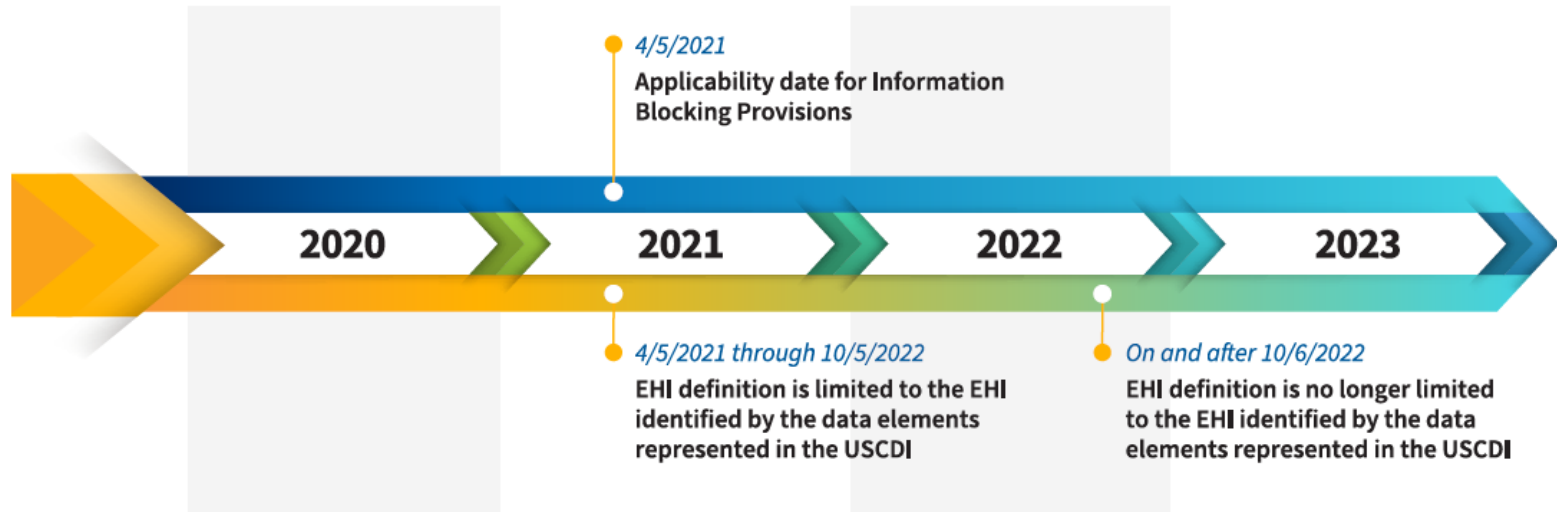 4/5/2021
Applicability date for Information
Blocking Provisions
2020
2021
2022
2023
4/5/2021 through 10/5/2022
EHI definition is limited to the EHI
identified by the data elements
represented in the USCDI
On and after 10/6/2022
EHI definition is no longer limited
to the EHI identified by the data
elements represented in the USCDI